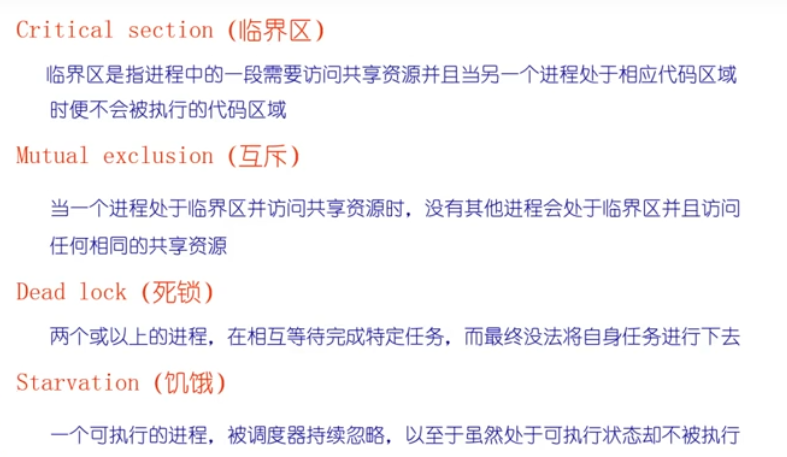 Critical section (临界区)
临界区是指进程中的一段需要访问共享资源并且当另一个进程处于相应代码区域
时便不会被执行的代码区域
Mutual exclusion (互斥)
当一个进程处于临界区并访问共享资源时，没有其他进程会处于临界区并且访问
任何相同的共享资源
Dead lock (死锁)
两个或以上的进程，在相互等待完成特定任务，而最终没法将自身任务进行下去
Starvation (饥饿)
一个可执行的进程，被调度器持续忽略，以至于虽然处于可执行状态却不被执行